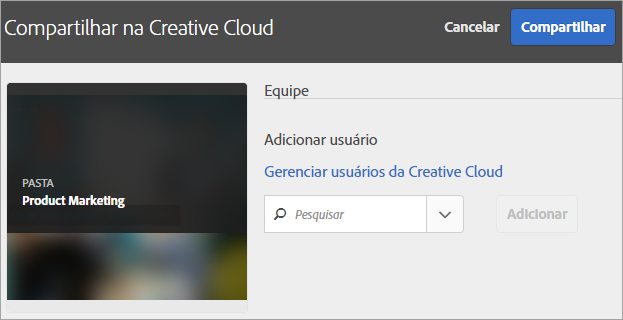 Compartilhar na Creative Cloud
Cancelar
Compartilhar
PASTA
Product Marketing
Equipe
Adicionar usuário
Gerenciar usuários da Creative Cloud
Pesquisar
Adicionar